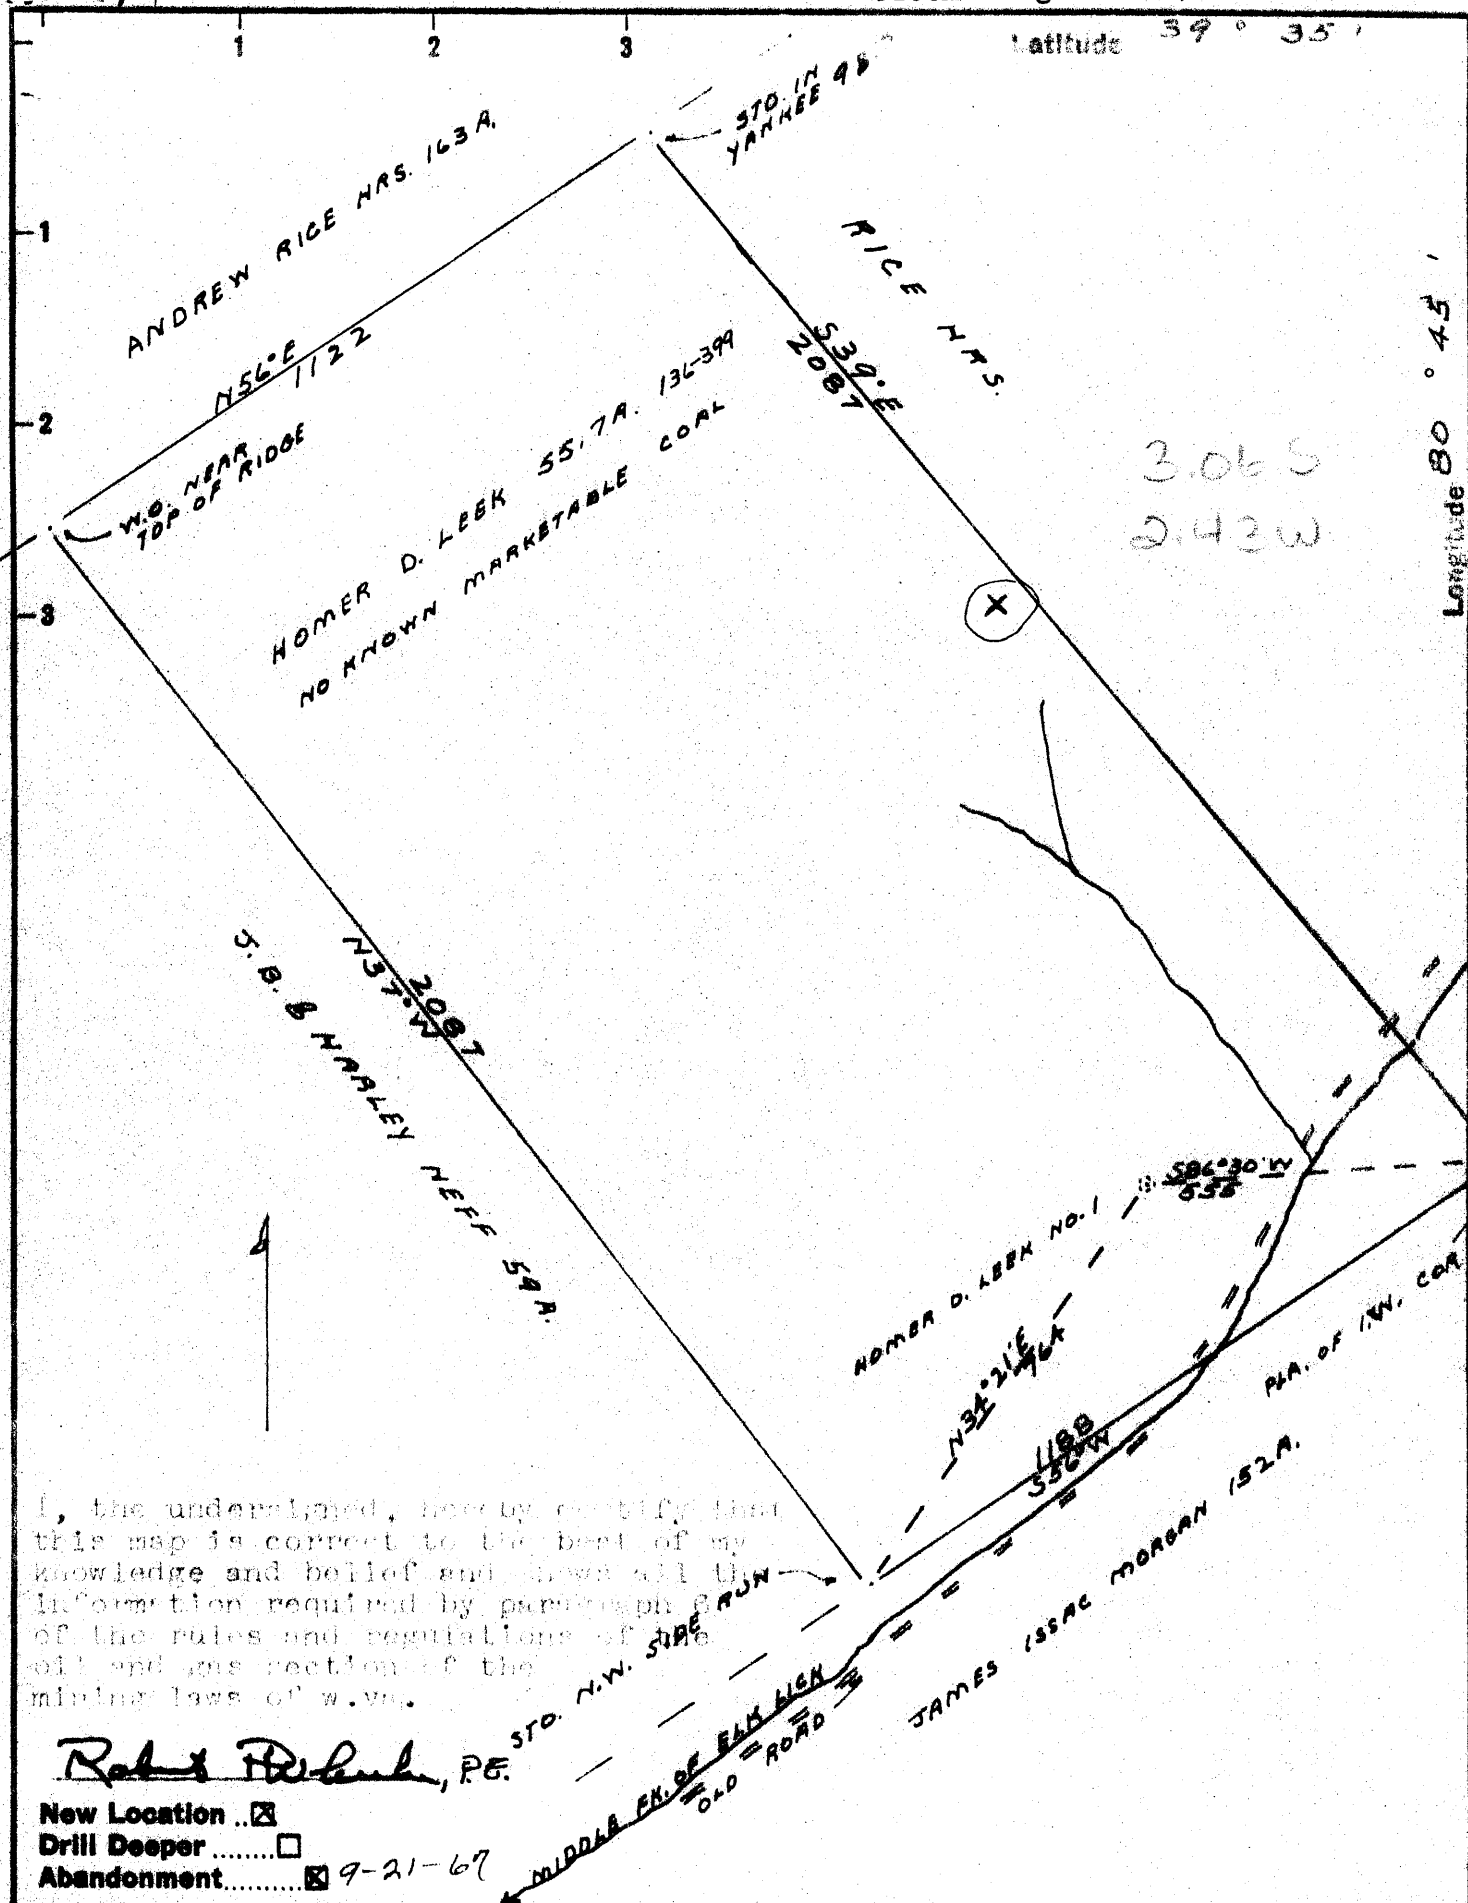 1
2
3
Latitude 39° 35'
STO. IN
YANKEE 98
ANDREW RICE HRS. 163 A.
1
RICE HRS.
Longitude 80° 45'
N56°E
1122
S39°E
2087
2
W.O. NEAR
TOP OF RIDGE
HOMER D. LEEK 55.7A. 136-399
NO KNOWN MARKETABLE COAL
3.06 S
2.43 W
3
J. B. & HARLEY NEFF 59 A.
2087
N37°W
S86°30'W
HOMER D. LEEK NO. 1
N34°21'E
1188
S56°W
COR.
JAMES ISSAC MORGAN 152 A.
I, the undersigned, hereby certify that
this map is correct to the best of my
knowledge and belief and shows all the
information required by paragraph 6
of the rules and regulations of the
oil and gas section of the
mining laws of w.va.
STO. N.W. SIDE RUN
P.E.
MIDDLE FK. OF ELK LICK
OLD ROAD
New Location ..☒
Drill Deeper ........☐
Abandonment..........☒ 9-21-67